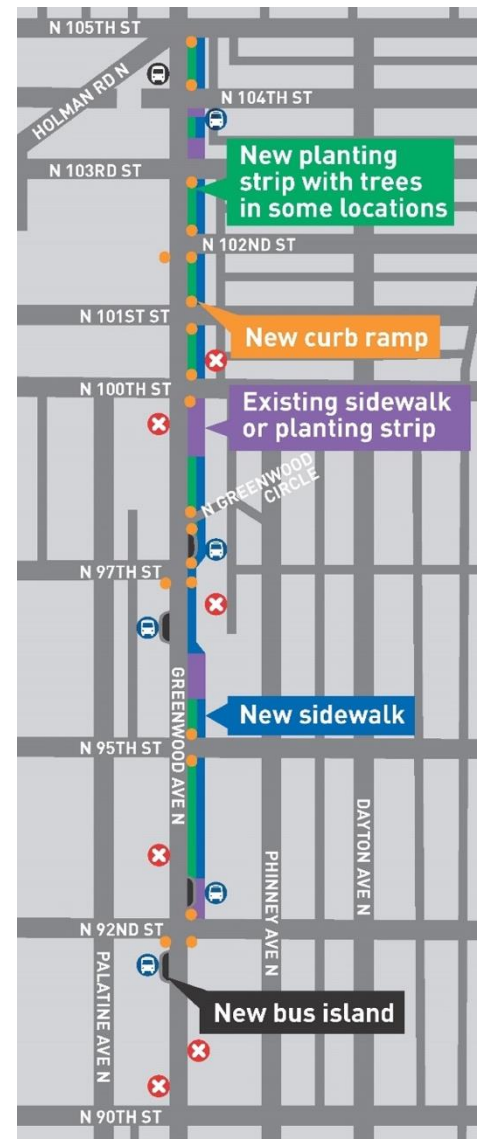 N 105TH ST
HOLMAN RD N
N 104TH ST
N 103RD ST
New planting
strip with trees
in some locations
N 102ND ST
N 101ST ST
New curb ramp
N 100TH ST
Existing sidewalk
or planting strip
N GREENWOOD
CIRCLE
N 97TH ST
GREENWOOD AVE N
New sidewalk
N 95TH ST
DAYTON AVE N
PHINNEY AVE N
N 92ND ST
PALATINE AVE N
New bus island
N 90TH ST